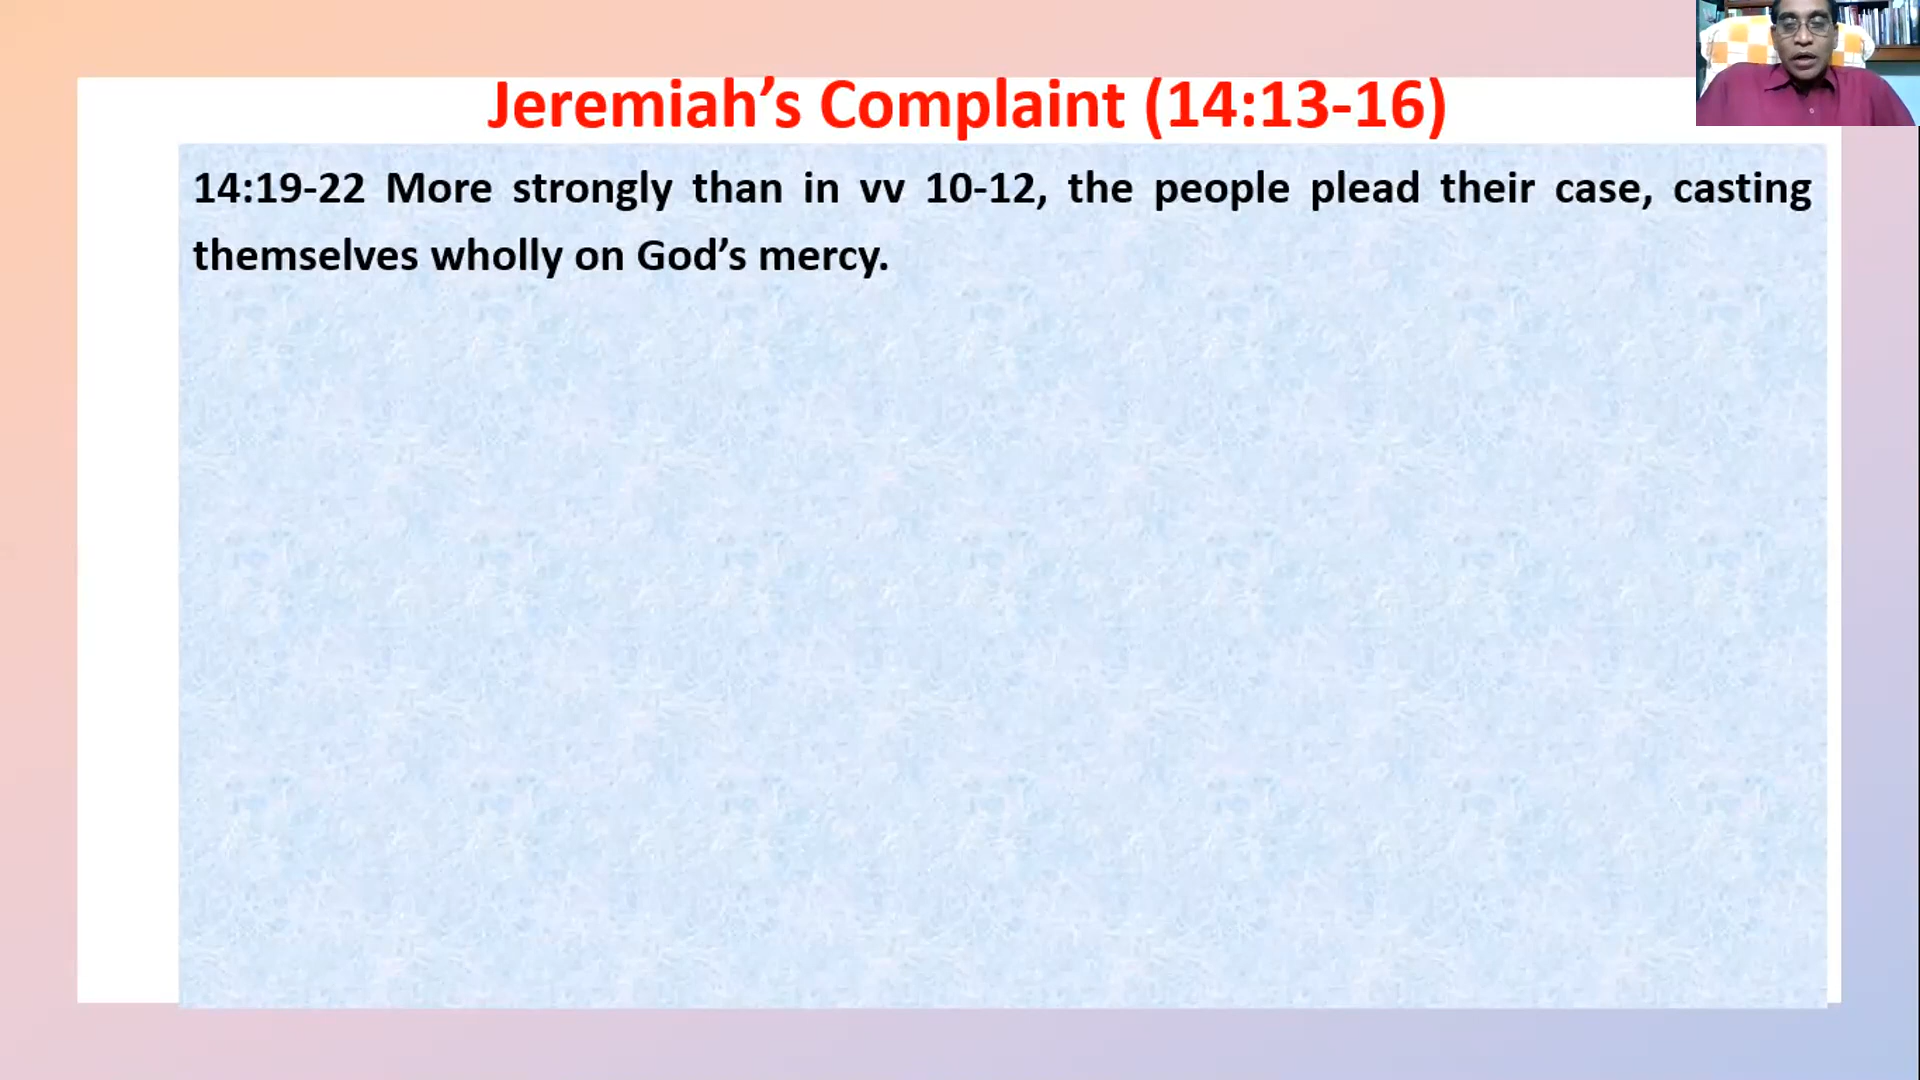 Jeremiah’s Complaint (14:13-16)
14:19-22 More strongly than in vv 10-12, the people plead their case, casting
themselves wholly on God’s mercy.